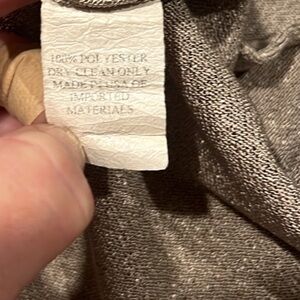 100% POLYESTER
DRY CLEAN ONLY
MADE IN USA OF
IMPORTED
MATERIALS